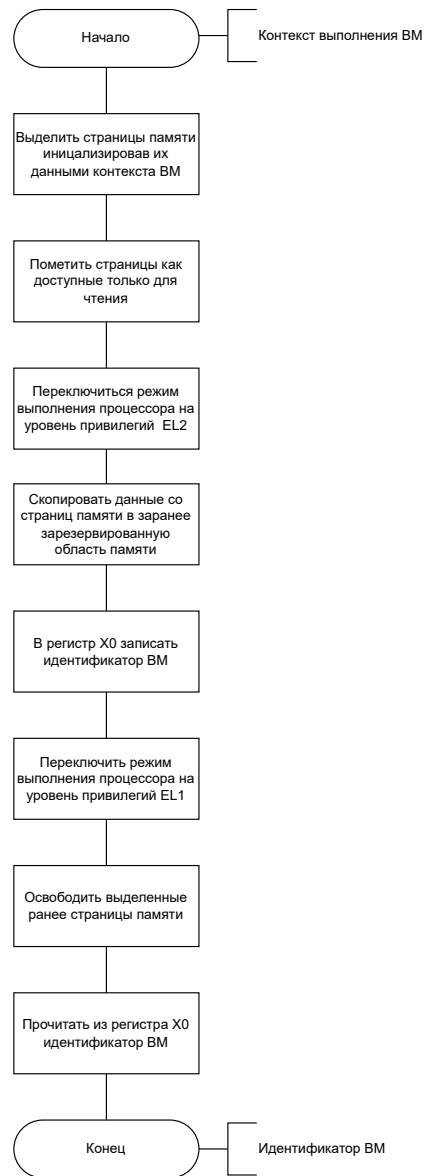 Начало
Контекст выполнения ВМ
Выделить страницы памяти
иницализировав их
данными контекста ВМ
Пометить страницы как
доступные только для
чтения
Переключиться режим
выполнения процессора на
уровень привилегий EL2
Скопировать данные со
страниц памяти в заранее
зарезервированную
область памяти
В регистр X0 записать
идентификатор ВМ
Переключить режим
выполнения процессора на
уровень привилегий EL1
Освободить выделенные
ранее страницы памяти
Прочитать из регистра X0
идентификатор ВМ
Конец
Идентификатор ВМ